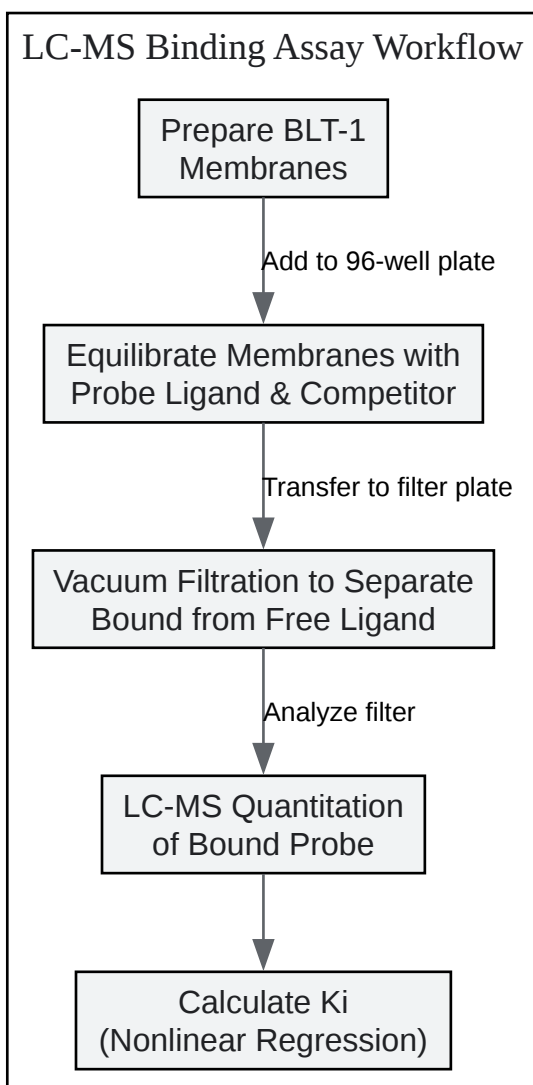 LC-MS Binding Assay Workflow
Prepare BLT-1
Membranes
Add to 96-well plate
Equilibrate Membranes with
Probe Ligand & Competitor
Transfer to filter plate
Vacuum Filtration to Separate
Bound from Free Ligand
Analyze filter
LC-MS Quantitation
of Bound Probe
Calculate Ki
(Nonlinear Regression)